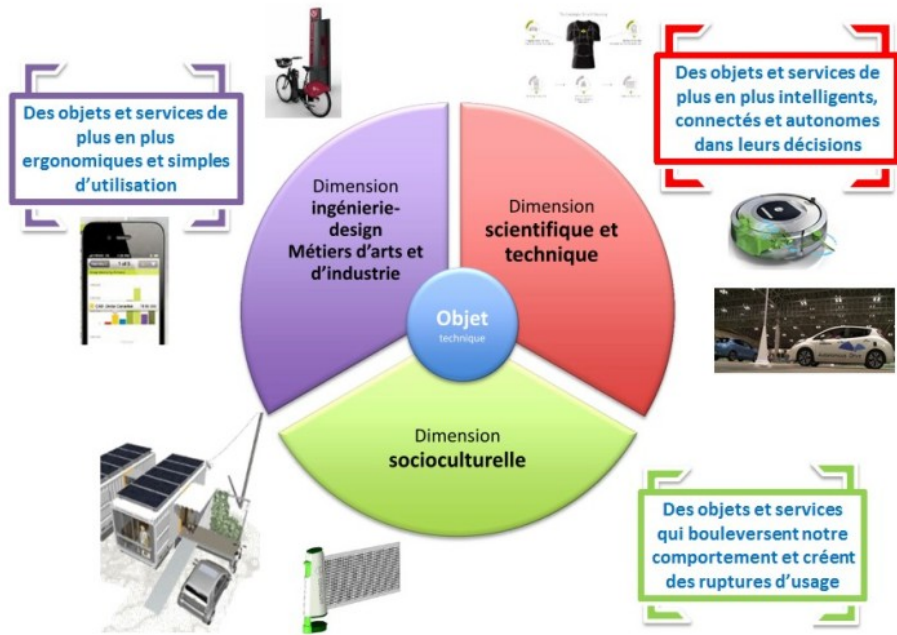 Des objets et services de
plus en plus
ergonomiques et simples
d'utilisation
Des objets et services de
plus en plus intelligents,
connectés et autonomes
dans leurs décisions
Dimension
ingénierie-
design
Métiers d'arts et
d'industrie
Dimension
scientifique et
technique
Objet
technique
Dimension
socioculturelle
Des objets et services
qui bouleversent notre
comportement et créent
des ruptures d'usage